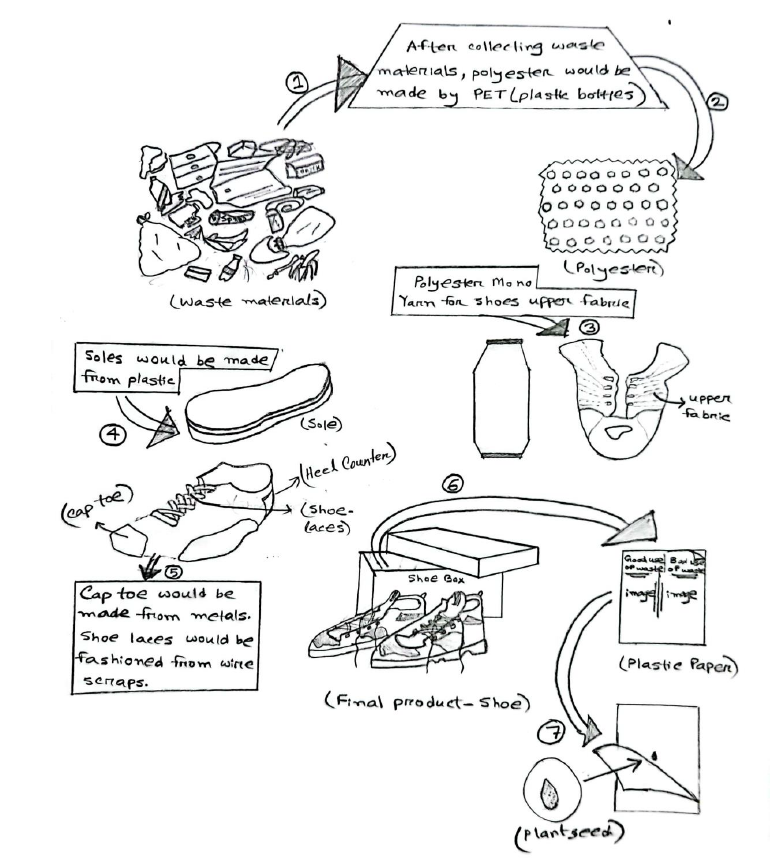 1
After collecting waste
materials, polyester would be
made by PET (plastic bottles)
2
(Polyester)
(Waste materials)
Polyester Mono
Yarn for shoes upper fabric
3
upper
fabric
Soles would be made
from plastic
4
(Sole)
(Heel Counter)
(Cap toe)
(Shoe-
laces)
5
Cap toe would be
made from metals.
Shoe laces would be
fashioned from wire
scraps.
6
Shoe Box
(Final product - Shoe)
Good use
of waste
Bad use
of waste
image
image
(Plastic Paper)
7
(Plant seed)